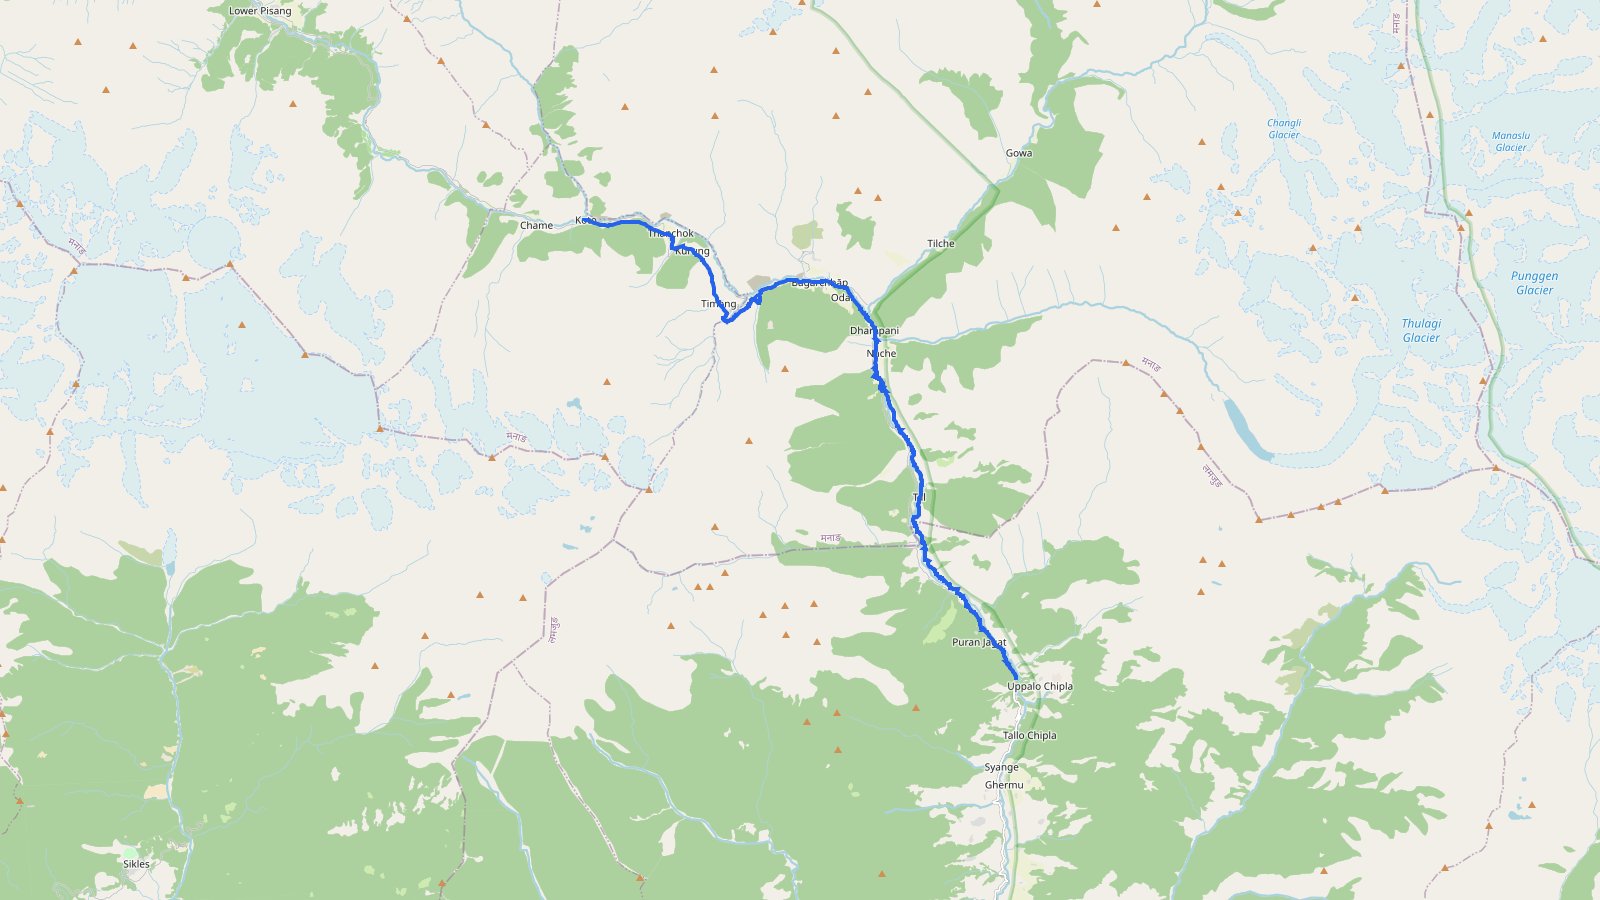 Lower Pisang
मनाङ
Changli
Glacier
Manaslu
Glacier
Gowa
Koto
Chame
Thanchok
मनाङ
Kurung
Tilche
Punggen
Glacier
Bagarchhāp
Odar
Timang
Thulagi
Glacier
Dharapani
Nache
मनाङ
मनाङ
लमजुङ
Tal
मनाङ
लमजुङ
Puran Jagat
Uppalo Chipla
Tallo Chipla
Syange
Ghermu
Sikles